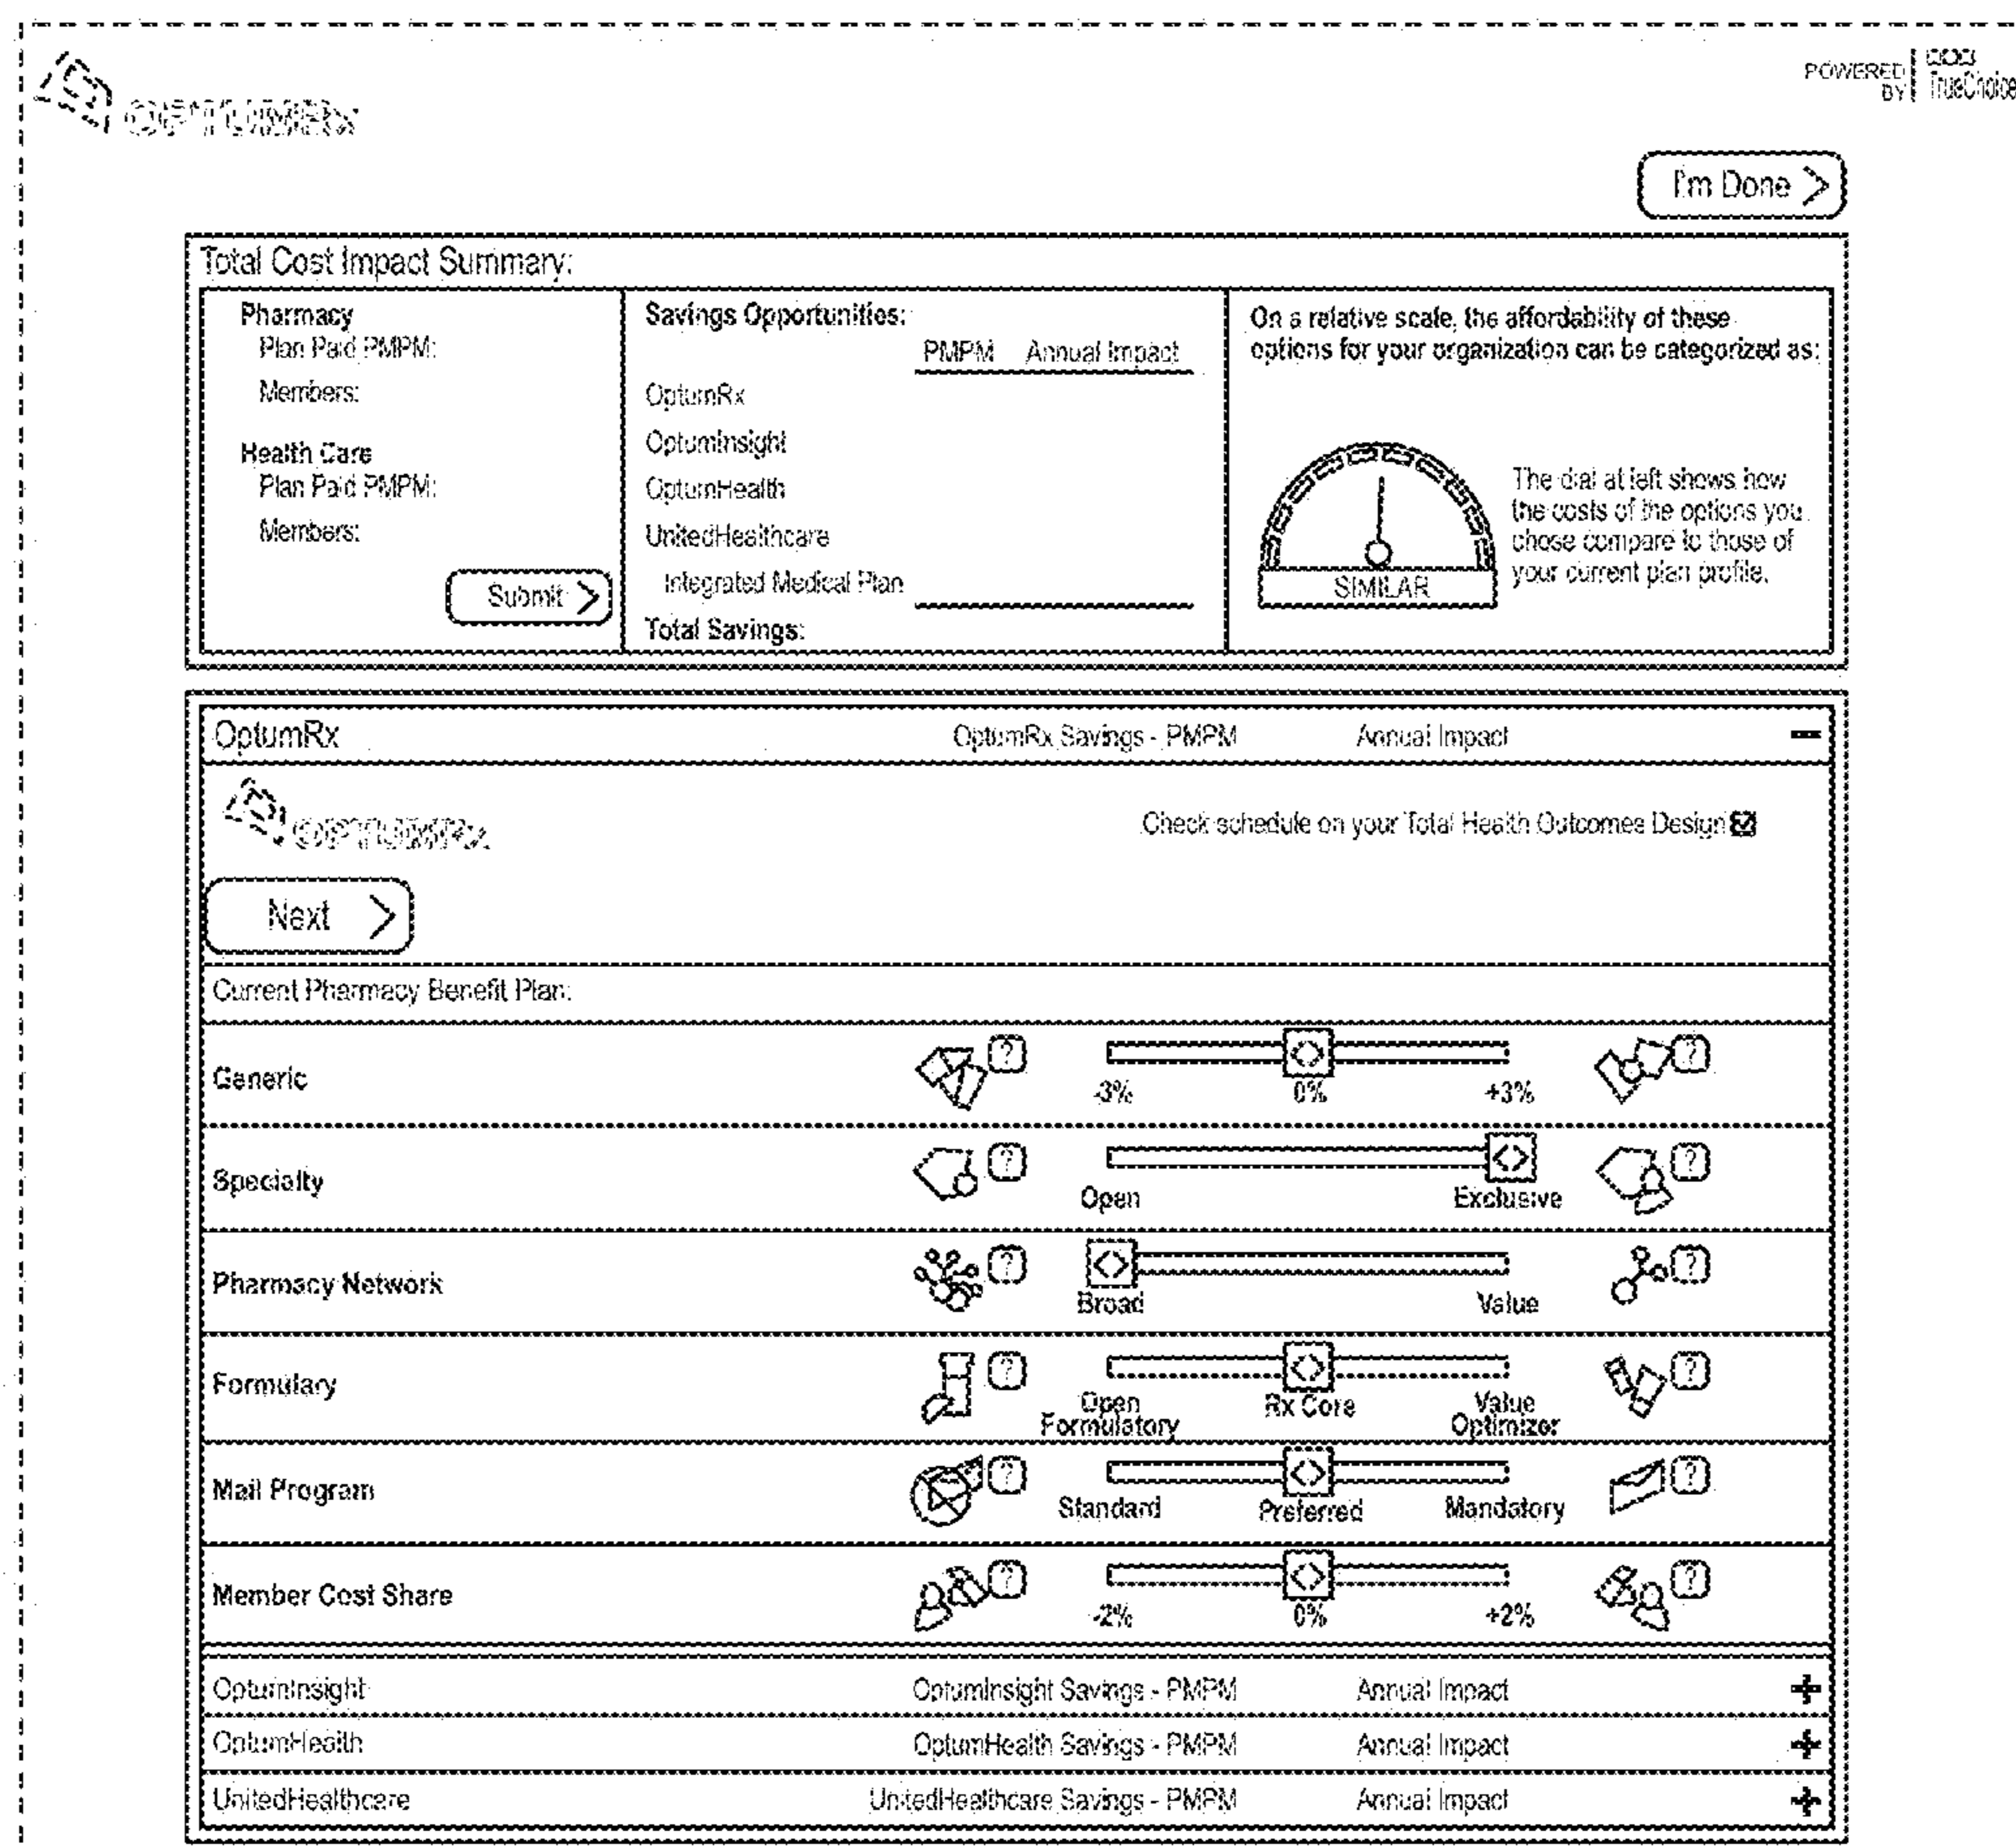 OPTUMRx
POWERED BY TrueChoice
I'm Done >
Total Cost Impact Summary:
Pharmacy
Plan Paid PMPM:
Members:
Health Care
Plan Paid PMPM:
Members:
Submit >
Savings Opportunities:
PMPM Annual Impact
OptumRx
OptumInsight
OptumHealth
UnitedHealthcare
Integrated Medical Plan
Total Savings:
On a relative scale, the affordability of these
options for your organization can be categorized as:
SIMILAR
The dial at left shows how
the costs of the options you
chose compare to those of
your current plan profile.
OptumRx OptumRx Savings - PMPM Annual Impact
OPTUMRx
Check schedule on your Total Health Outcomes Design
Next >
Current Pharmacy Benefit Plan:
Generic ? ?
-3% 0% +3%
Specialty ? ?
Open Exclusive
Pharmacy Network ? ?
Broad Value
Formulary ? ?
Open Formulatory Rx Core Value Optimizer
Mail Program ? ?
Standard Preferred Mandatory
Member Cost Share ? ?
-2% 0% +2%
OptumInsight OptumInsight Savings - PMPM Annual Impact
OptumHealth OptumHealth Savings - PMPM Annual Impact
UnitedHealthcare UnitedHealthcare Savings - PMPM Annual Impact